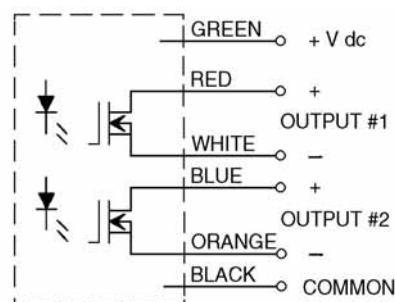 GREEN + V dc
RED +
OUTPUT #1
WHITE –
BLUE +
OUTPUT #2
ORANGE –
BLACK COMMON